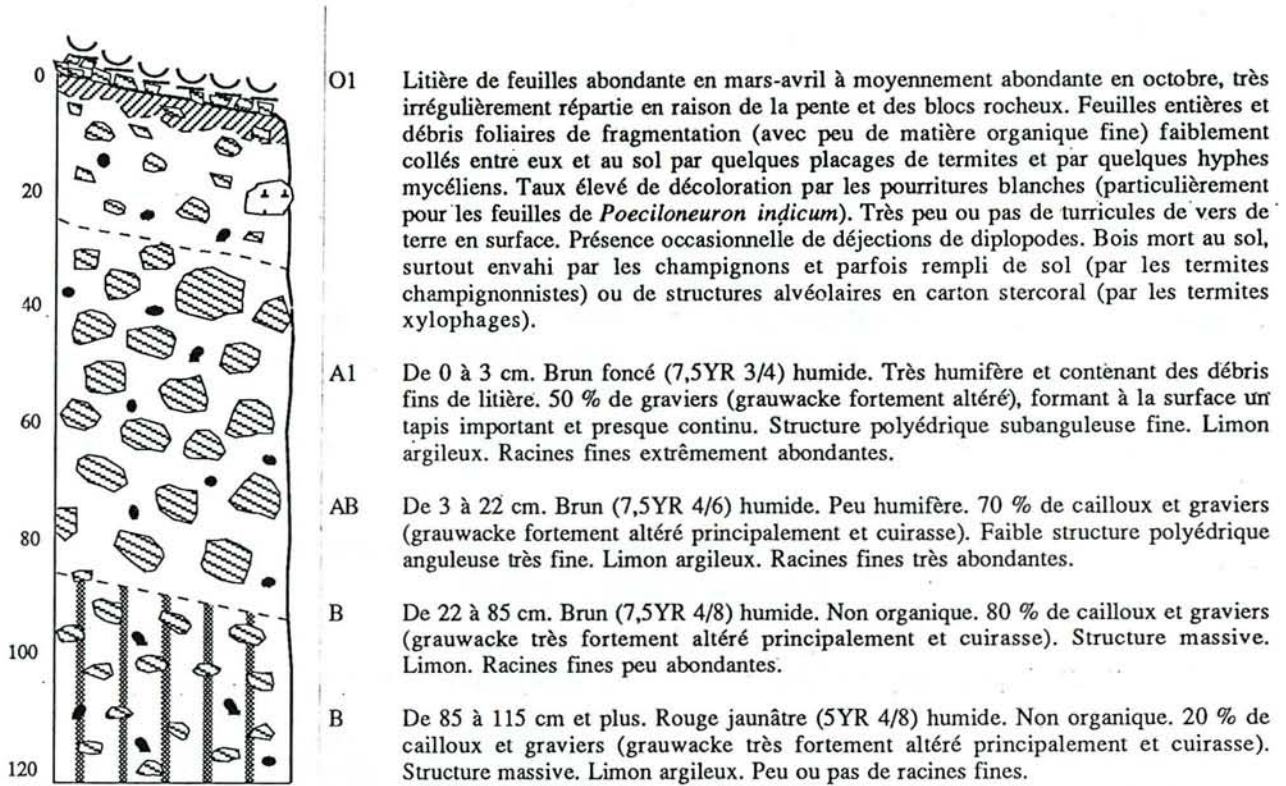 0
20
40
60
80
100
120
O1
Litière de feuilles abondante en mars-avril à moyennement abondante en octobre, très
irrégulièrement répartie en raison de la pente et des blocs rocheux. Feuilles entières et
débris foliaires de fragmentation (avec peu de matière organique fine) faiblement
collés entre eux et au sol par quelques placages de termites et par quelques hyphes
mycéliens. Taux élevé de décoloration par les pourritures blanches (particulièrement
pour les feuilles de Poeciloneuron indicum). Très peu ou pas de turricules de vers de
terre en surface. Présence occasionnelle de déjections de diplopodes. Bois mort au sol,
surtout envahi par les champignons et parfois rempli de sol (par les termites
champignonnistes) ou de structures alvéolaires en carton stercoral (par les termites
xylophages).
A1
De 0 à 3 cm. Brun foncé (7,5YR 3/4) humide. Très humifère et contenant des débris
fins de litière. 50 % de graviers (grauwacke fortement altéré), formant à la surface un
tapis important et presque continu. Structure polyédrique subanguleuse fine. Limon
argileux. Racines fines extrêmement abondantes.
AB
De 3 à 22 cm. Brun (7,5YR 4/6) humide. Peu humifère. 70 % de cailloux et graviers
(grauwacke fortement altéré principalement et cuirasse). Faible structure polyédrique
anguleuse très fine. Limon argileux. Racines fines très abondantes.
B
De 22 à 85 cm. Brun (7,5YR 4/8) humide. Non organique. 80 % de cailloux et graviers
(grauwacke très fortement altéré principalement et cuirasse). Structure massive.
Limon. Racines fines peu abondantes.
B
De 85 à 115 cm et plus. Rouge jaunâtre (5YR 4/8) humide. Non organique. 20 % de
cailloux et graviers (grauwacke très fortement altéré principalement et cuirasse).
Structure massive. Limon argileux. Peu ou pas de racines fines.